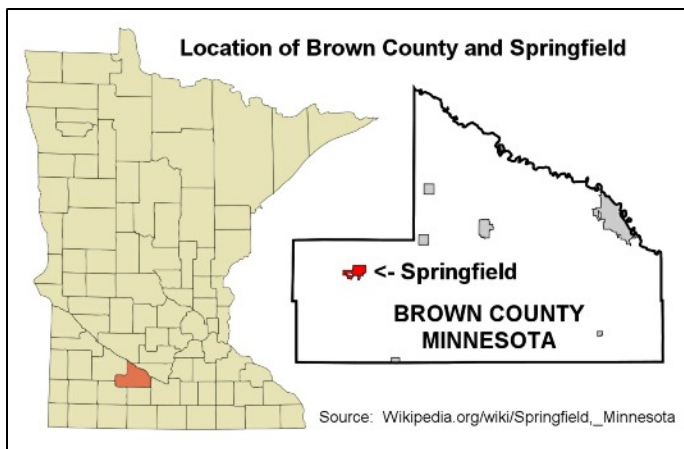 Location of Brown County and Springfield
<- Springfield
BROWN COUNTY
MINNESOTA
Source: Wikipedia.org/wiki/Springfield,_Minnesota